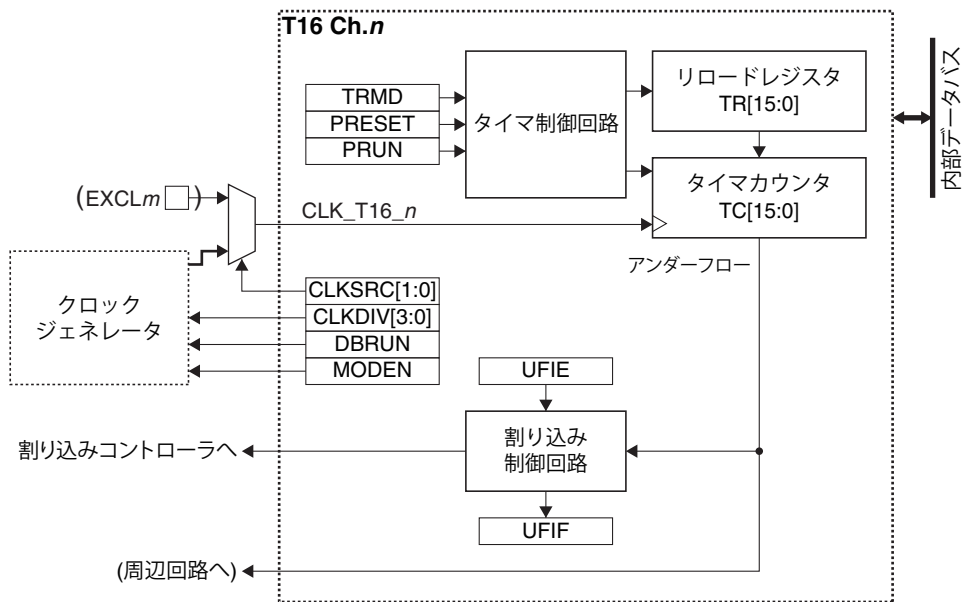 T16 Ch.n
リロードレジスタ
TR[15:0]
TRMD
PRESET
PRUN
タイマ制御回路
内部データバス
タイマカウンタ
TC[15:0]
(EXCLm )
CLK_T16_n
アンダーフロー
クロック
ジェネレータ
CLKSRC[1:0]
CLKDIV[3:0]
DBRUN
MODEN
UFIE
割り込みコントローラへ
割り込み
制御回路
UFIF
(周辺回路へ)